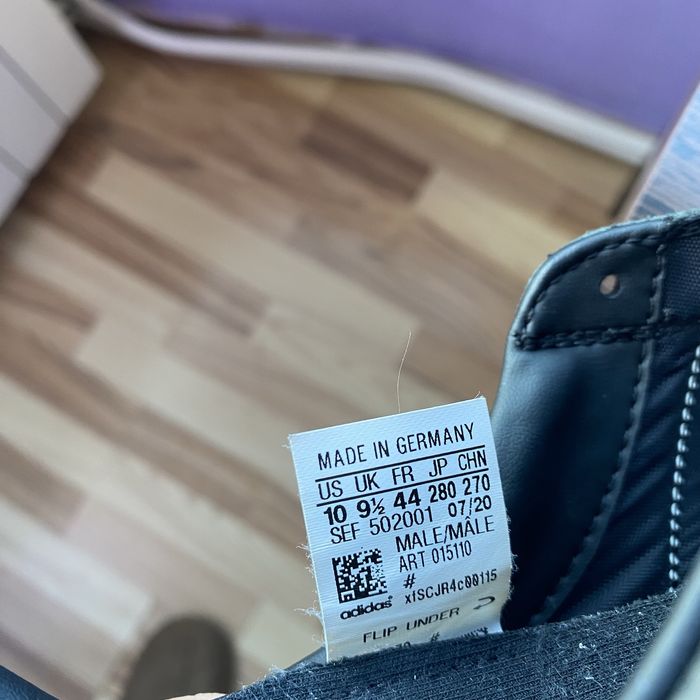 MADE IN GERMANY
US UK FR JP CHN
10 9½ 44 280 270
SEF 502001 07/20
MALE/MÂLE
ART 015110
#
x1SCJR4c00115
adidas
FLIP UNDER